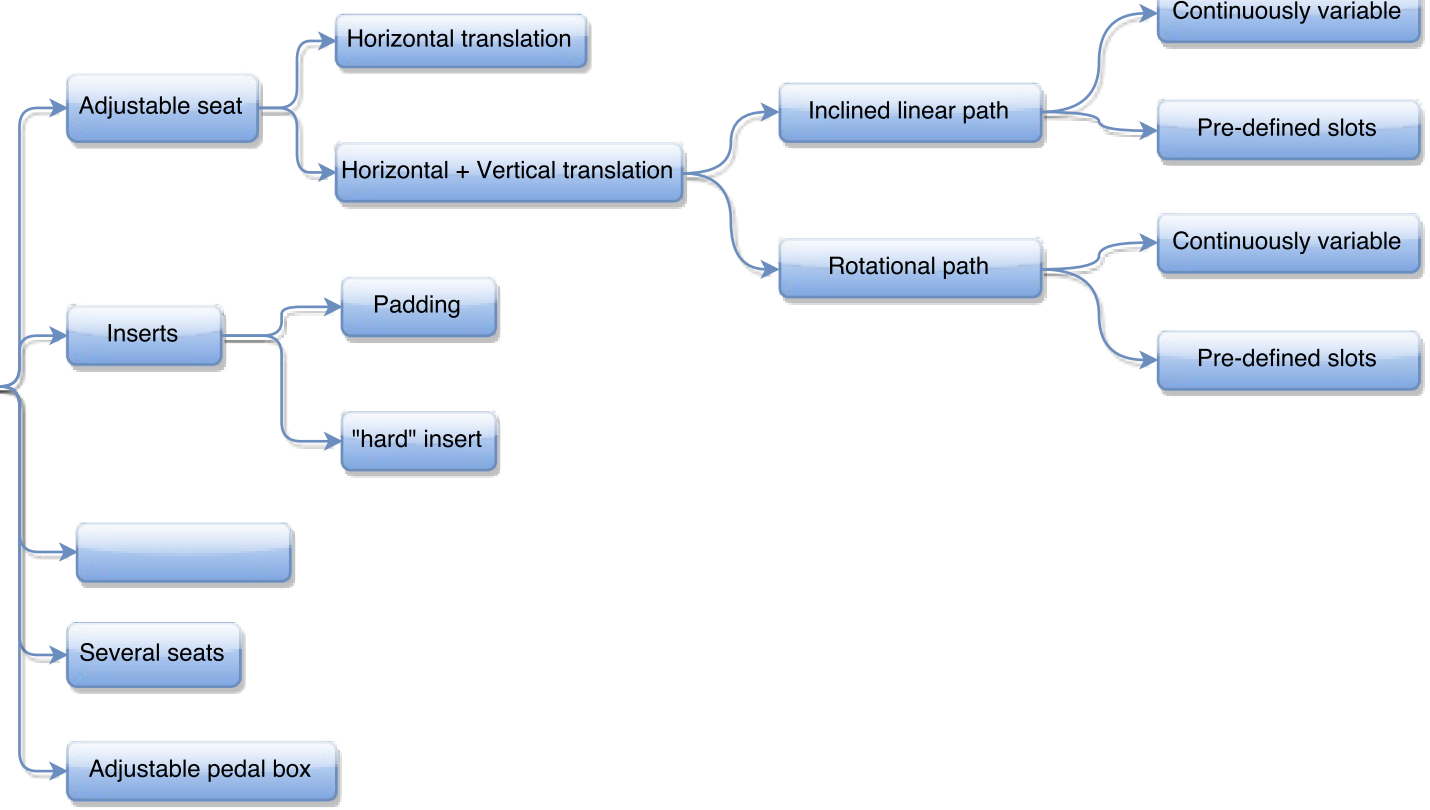 Continuously variable
Horizontal translation
Adjustable seat
Inclined linear path
Pre-defined slots
Horizontal + Vertical translation
Continuously variable
Rotational path
Padding
Inserts
Pre-defined slots
"hard" insert
Several seats
Adjustable pedal box